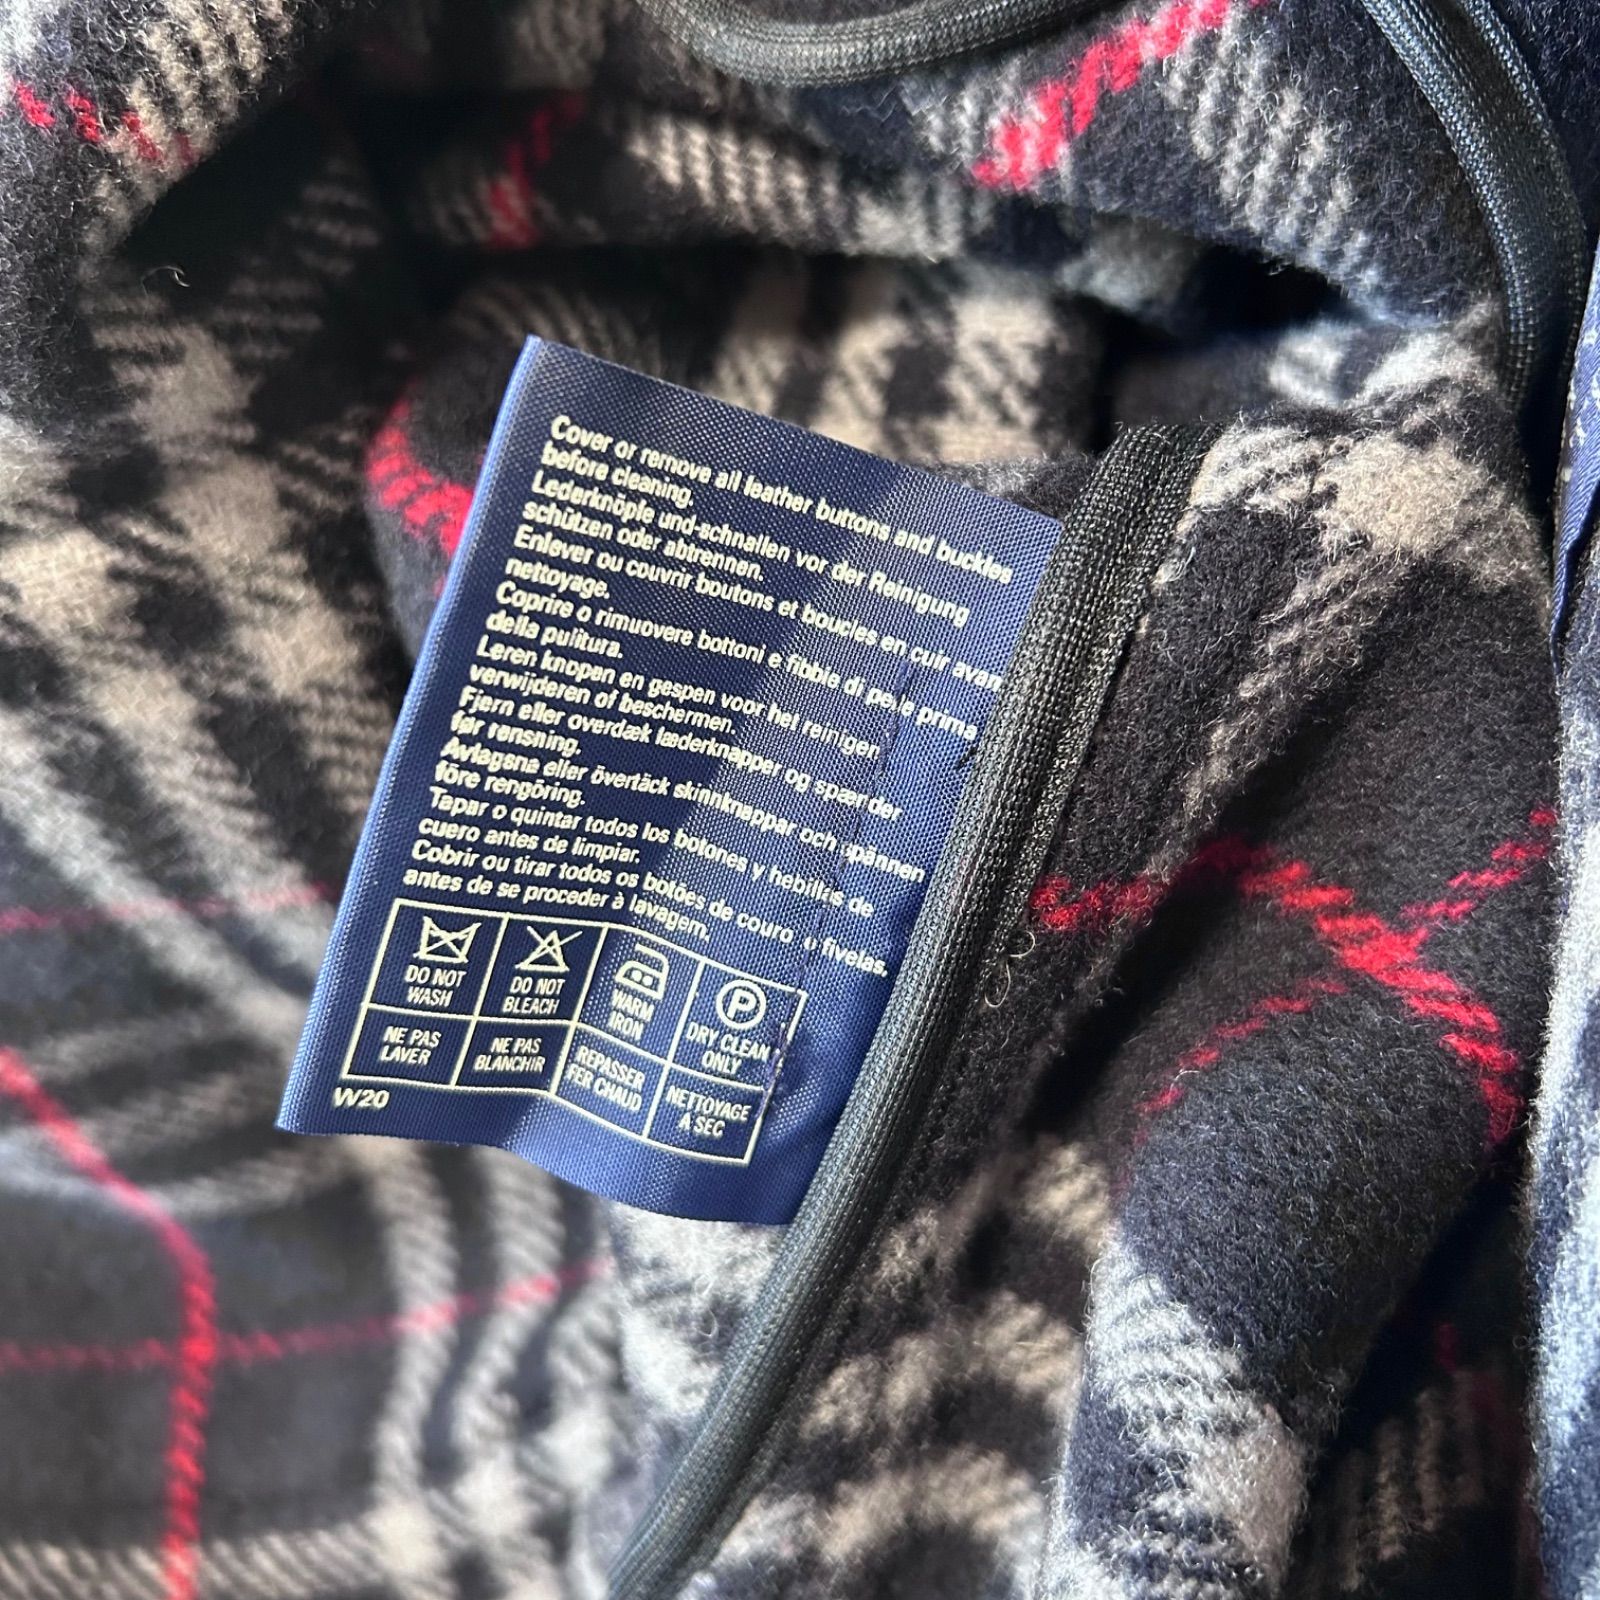 Cover or remove all leather buttons and buckles
before cleaning.
Lederknöpfe und-schnallen vor der Reinigung
schützen oder abtrennen.
Enlever ou couvrir boutons et boucles en cuir avant
nettoyage.
Coprire o rimuovere bottoni e fibbie di pelle prima
della pulitura.
Leren knopen en gespen voor het reinigen
verwijderen of beschermen.
Fjern eller overdæk læderknapper og spænder
før rensning.
Avlagsna eller övertäck skinnknappar och spännen
före rengöring.
Tapar o quintar todos los botones y hebillas de
cuero antes de limpiar.
Cobrir ou tirar todos os botões de couro o fivelas.
antes de se proceder à lavagem.
DO NOT
WASH
DO NOT
BLEACH
WARM
IRON
P
DRY CLEAN
ONLY
NE PAS
LAVER
NE PAS
BLANCHIR
REPASSER
FER CHAUD
NETTOYAGE
A SEC
W20